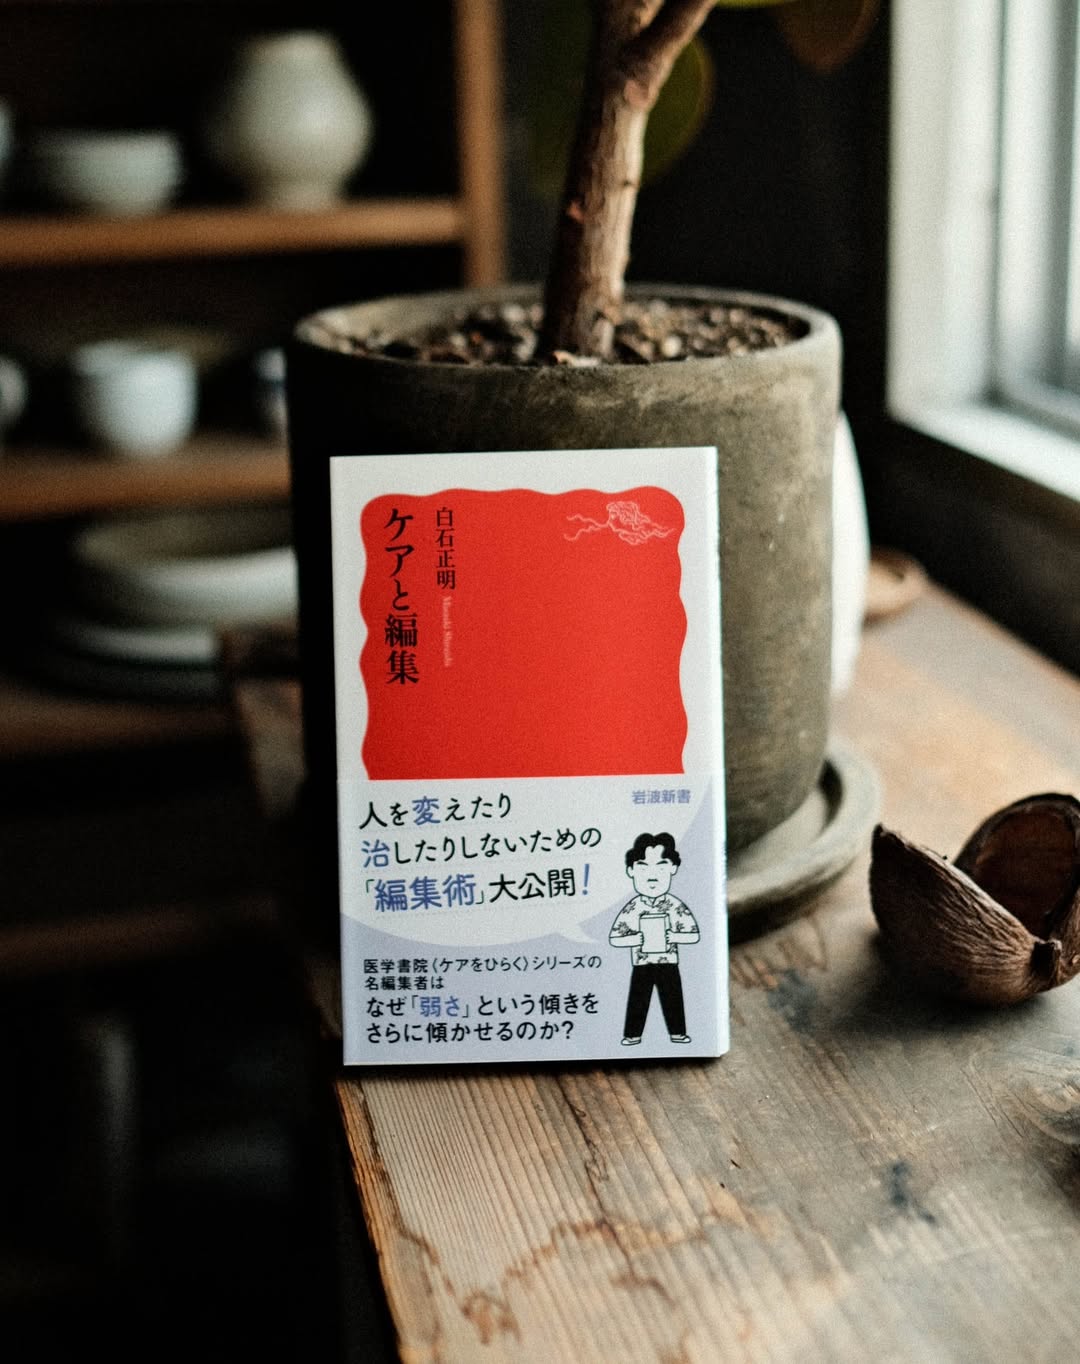 ケアと編集
白石正明
Masaaki Shiraishi
岩波新書
人を変えたり
治したりしないための
「編集術」大公開！
医学書院〈ケアをひらく〉シリーズの
名編集者は
なぜ「弱さ」という傾きを
さらに傾かせるのか？